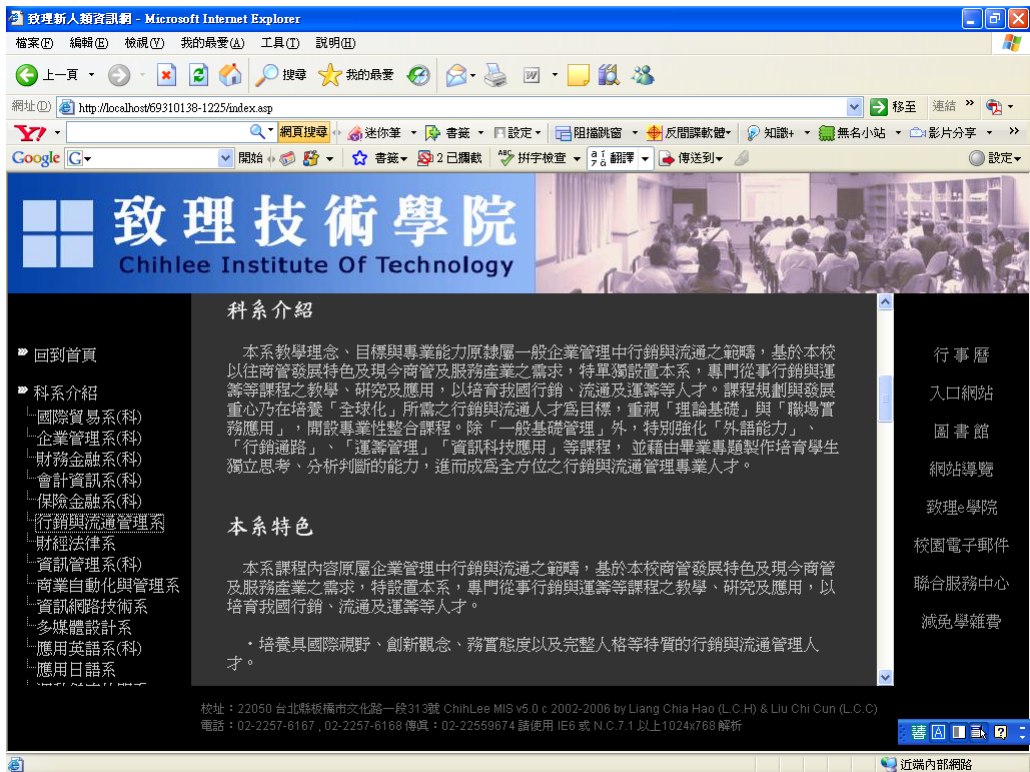 致理新人類資訊網 - Microsoft Internet Explorer
檔案(F) 編輯(E) 檢視(V) 我的最愛(A) 工具(T) 說明(H)
上一頁 搜尋 我的最愛
網址(D) http://localhost/69310138-1225/index.asp 移至 連結 »
Y! 網頁搜尋 迷你筆 書籤 設定 阻擋跳窗 反間諜軟體 知識+ 無名小站 影片分享 »
Google G 開始 書籤 2 已攔截 拼字檢查 翻譯 傳送到 設定
致理技術學院
Chihlee Institute Of Technology
回到首頁
科系介紹
國際貿易系(科)
企業管理系(科)
財務金融系(科)
會計資訊系(科)
保險金融系(科)
行銷與流通管理系
財經法律系
資訊管理系(科)
商業自動化與管理系
資訊網路技術系
多媒體設計系
應用英語系(科)
應用日語系
科系介紹
本系教學理念、目標與專業能力原隸屬一般企業管理中行銷與流通之範疇，基於本校
以往商管發展特色及現今商管及服務產業之需求，特單獨設置本系，專門從事行銷與運
籌等課程之教學、研究及應用，以培育我國行銷、流通及運籌等人才。課程規劃與發展
重心乃在培養「全球化」所需之行銷與流通人才為目標，重視「理論基礎」與「職場實
務應用」，開設專業性整合課程。除「一般基礎管理」外，特別強化「外語能力」、
「行銷通路」、「運籌管理」「資訊科技應用」等課程， 並藉由畢業專題製作培育學生
獨立思考、分析判斷的能力，進而成為全方位之行銷與流通管理專業人才。
本系特色
本系課程內容原屬企業管理中行銷與流通之範疇，基於本校商管發展特色及現今商管
及服務產業之需求，特設置本系，專門從事行銷與運籌等課程之教學、研究及應用，以
培育我國行銷、流通及運籌等人才。
・培養具國際視野、創新觀念、務實態度以及完整人格等特質的行銷與流通管理人
才。
行事曆
入口網站
圖書館
網站導覽
致理e學院
校園電子郵件
聯合服務中心
減免學雜費
校址：22050 台北縣板橋市文化路一段313號 ChihLee MIS v5.0 c 2002-2006 by Liang Chia Hao (L.C.H) & Liu Chi Cun (L.C.C)
電話：02-2257-6167 , 02-2257-6168 傳真：02-22559674 請使用 IE6 或 N.C.7.1 以上1024x768 解析
近端內部網路